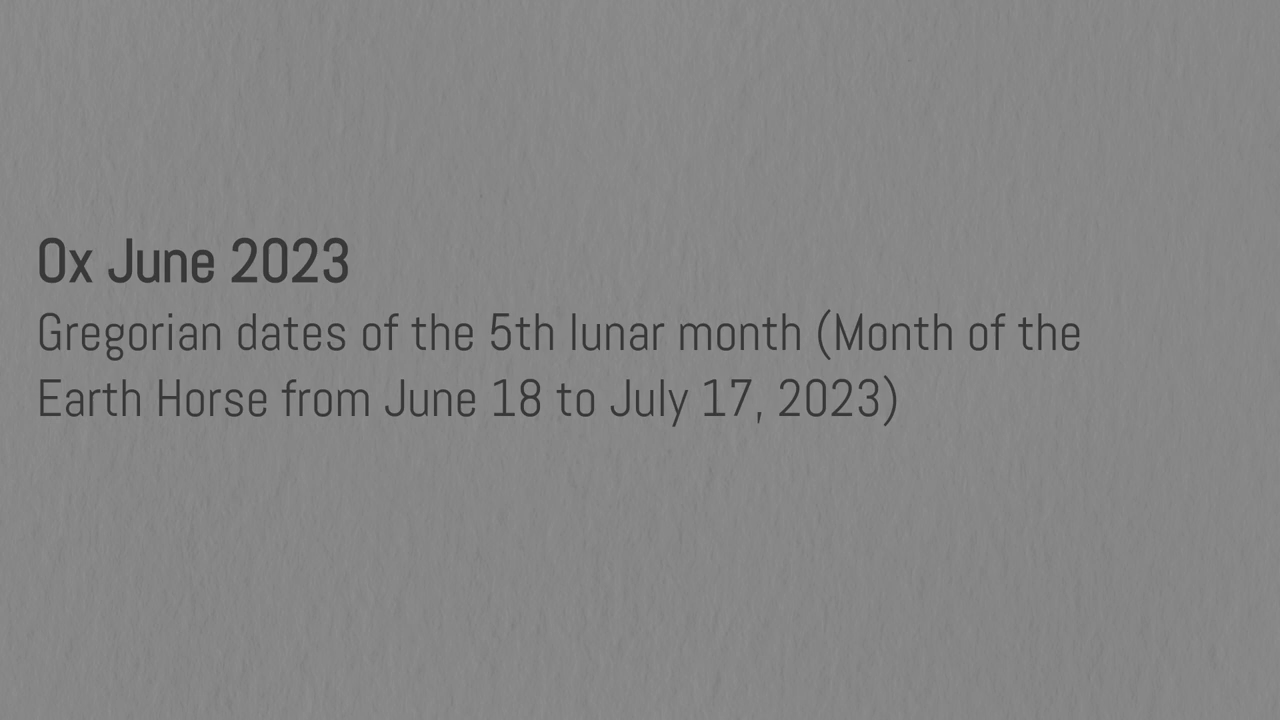 Ox June 2023
Gregorian dates of the 5th lunar month (Month of the
Earth Horse from June 18 to July 17, 2023)